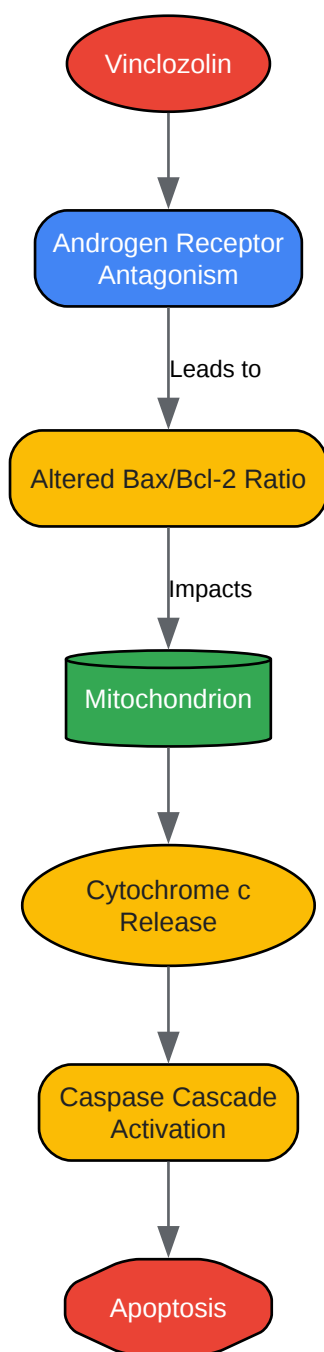 Vinclozolin
Androgen Receptor
Antagonism
Leads to
Altered Bax/Bcl-2 Ratio
Impacts
Mitochondrion
Cytochrome c
Release
Caspase Cascade
Activation
Apoptosis